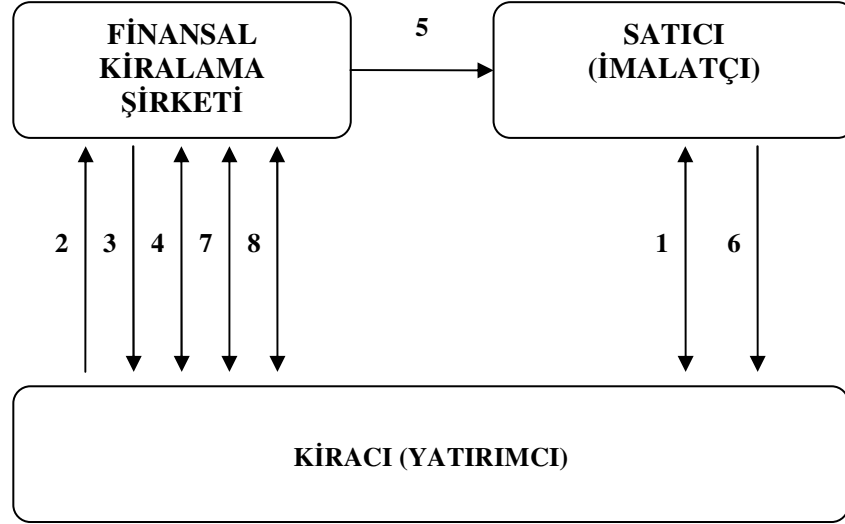 FİNANSAL
KİRALAMA
ŞİRKETİ
5
SATICI
(İMALATÇI)
2 3 4 7 8 1 6
KİRACI (YATIRIMCI)